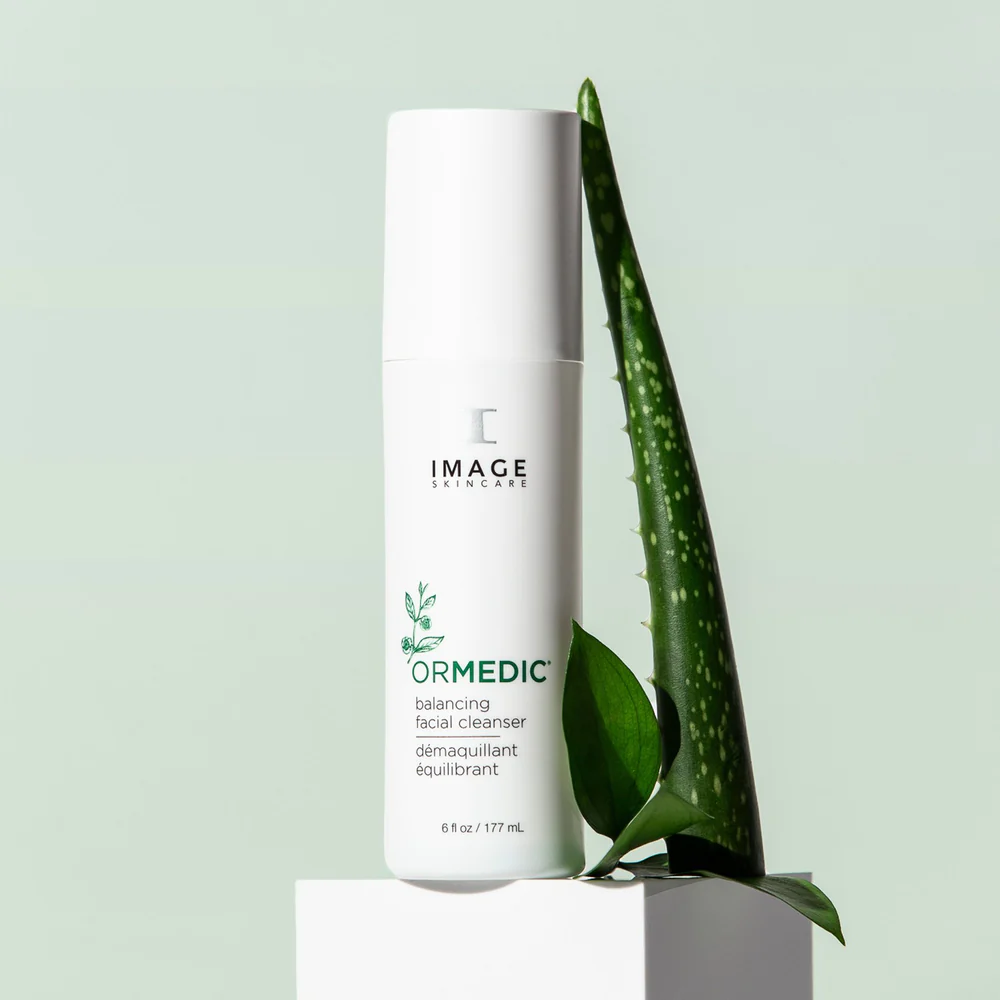 IMAGE
SKINCARE
ORMEDIC®
balancing
facial cleanser
démaquillant
équilibrant
6 fl oz / 177 mL